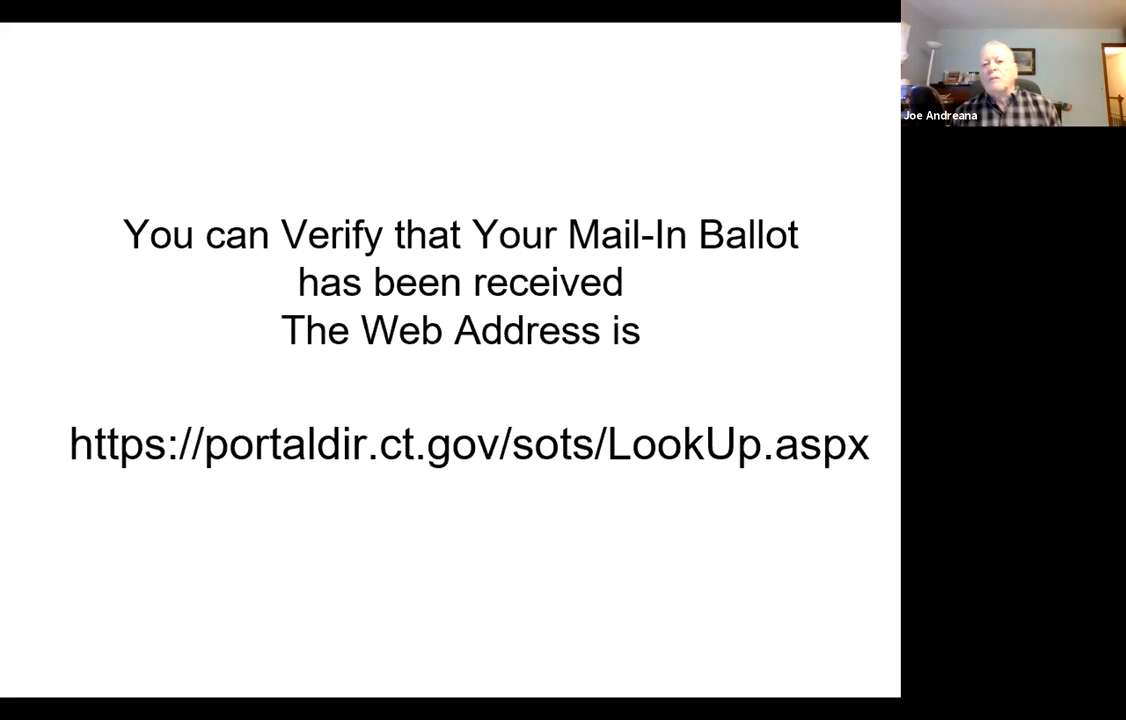 You can Verify that Your Mail-In Ballot
has been received
The Web Address is
https://portaldir.ct.gov/sots/LookUp.aspx
Joe Andreana